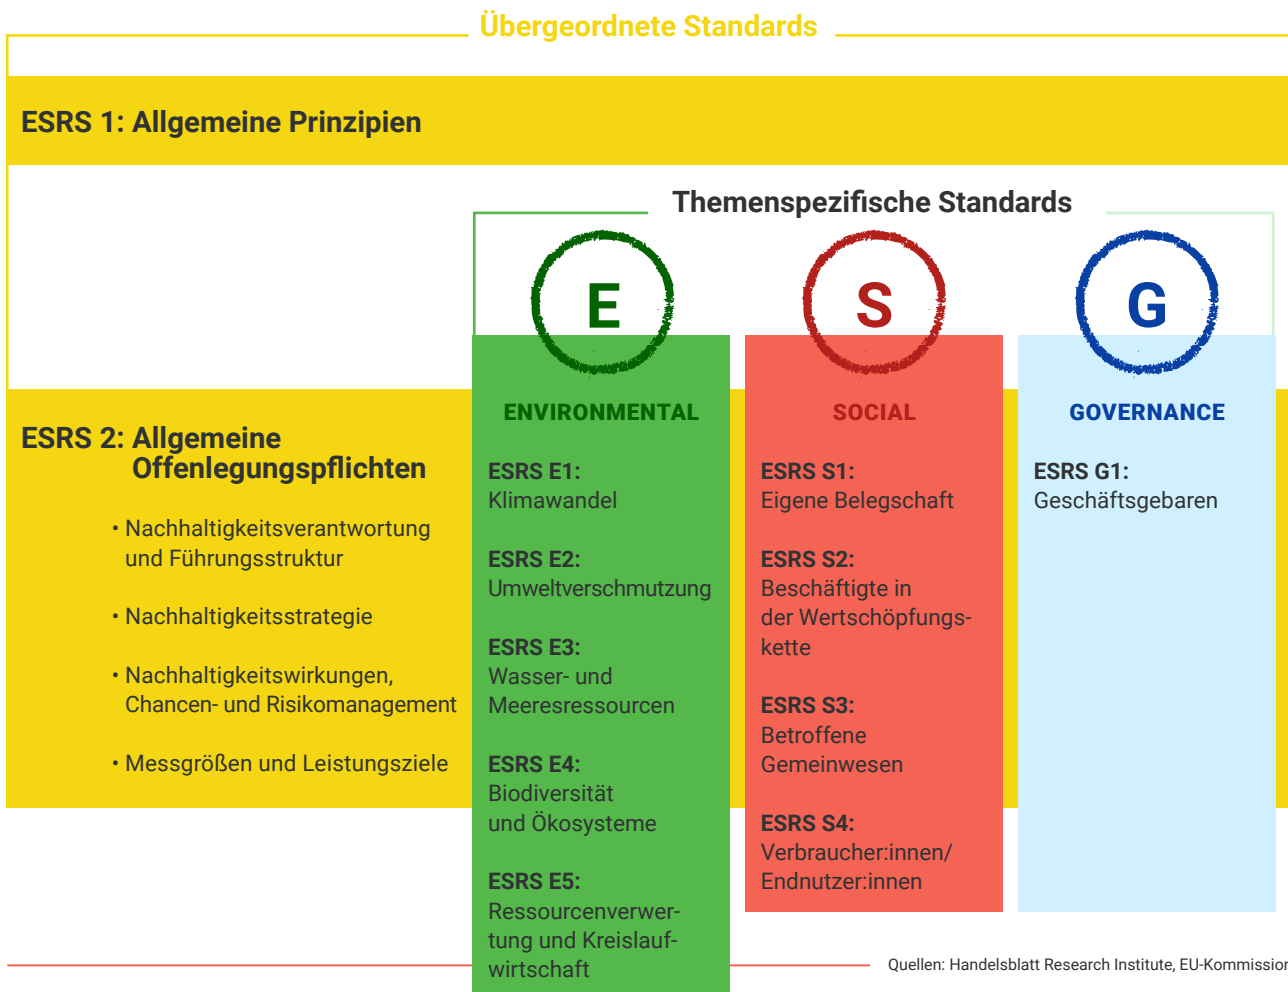 Übergeordnete Standards
ESRS 1: Allgemeine Prinzipien
Themenspezifische Standards
E
S
G
ESRS 2: Allgemeine
Offenlegungspflichten
• Nachhaltigkeitsverantwortung
und Führungsstruktur
• Nachhaltigkeitsstrategie
• Nachhaltigkeitswirkungen,
Chancen- und Risikomanagement
• Messgrößen und Leistungsziele
ENVIRONMENTAL
ESRS E1:
Klimawandel
ESRS E2:
Umweltverschmutzung
ESRS E3:
Wasser- und
Meeresressourcen
ESRS E4:
Biodiversität
und Ökosysteme
ESRS E5:
Ressourcenverwer-
tung und Kreislauf-
wirtschaft
SOCIAL
ESRS S1:
Eigene Belegschaft
ESRS S2:
Beschäftigte in
der Wertschöpfungs-
kette
ESRS S3:
Betroffene
Gemeinwesen
ESRS S4:
Verbraucher:innen/
Endnutzer:innen
GOVERNANCE
ESRS G1:
Geschäftsgebaren
Quellen: Handelsblatt Research Institute, EU-Kommission